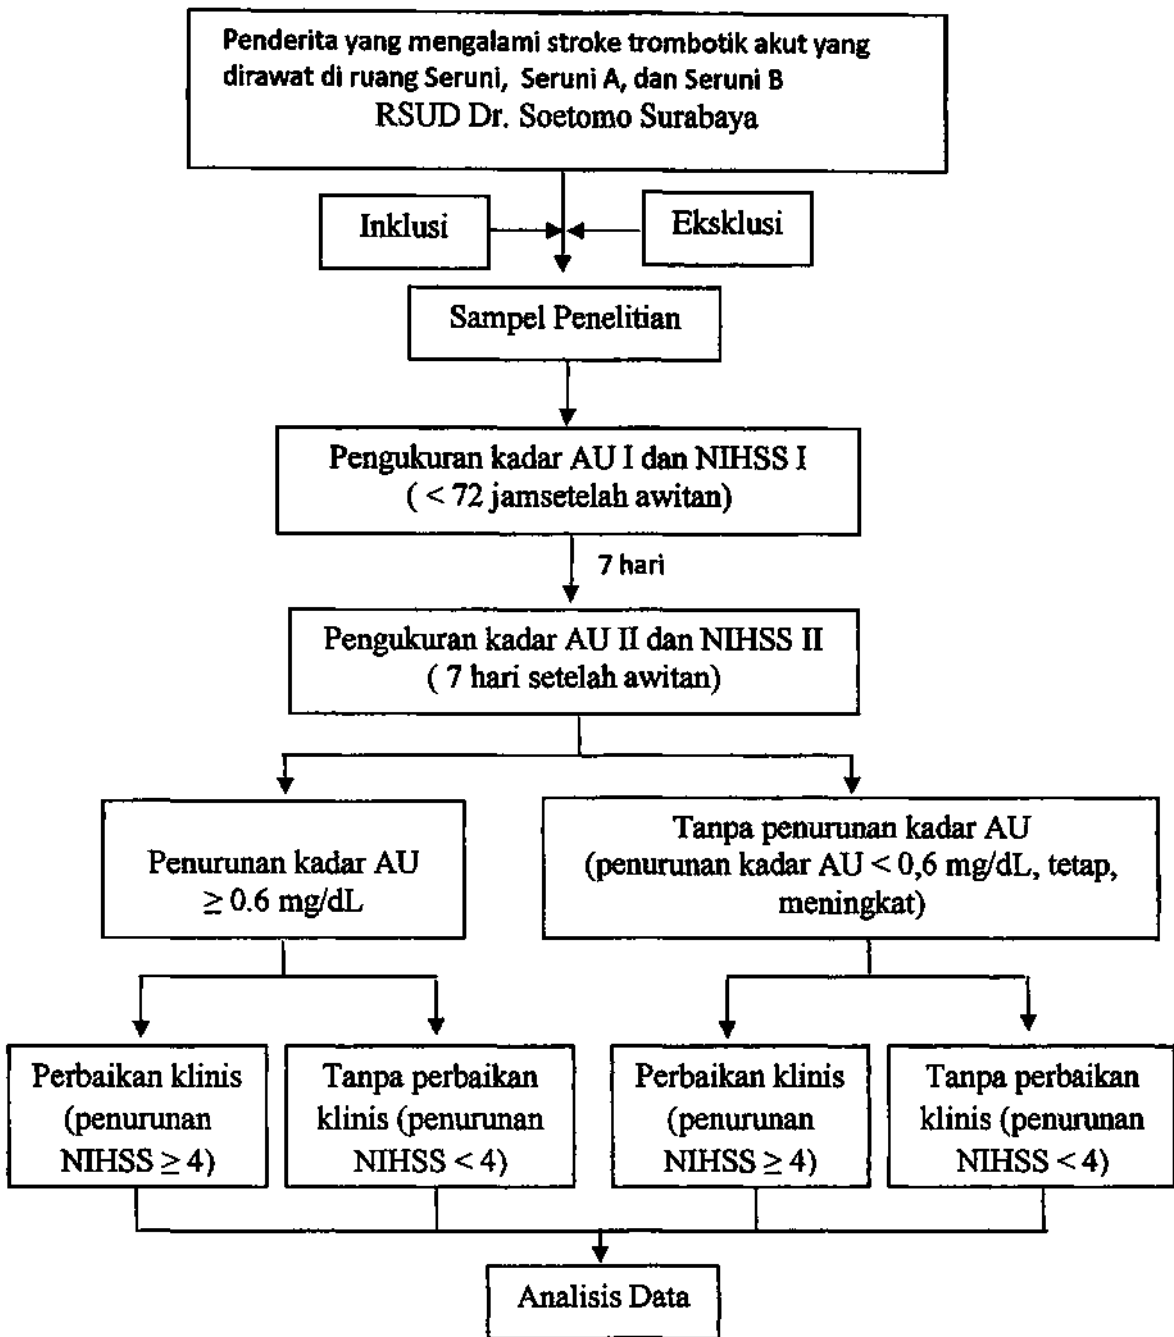 Penderita yang mengalami stroke trombotik akut yang
dirawat di ruang Seruni, Seruni A, dan Seruni B
RSUD Dr. Soetomo Surabaya
Inklusi
Eksklusi
Sampel Penelitian
Pengukuran kadar AU I dan NIHSS I
( < 72 jamsetelah awitan)
7 hari
Pengukuran kadar AU II dan NIHSS II
( 7 hari setelah awitan)
Penurunan kadar AU
≥ 0.6 mg/dL
Tanpa penurunan kadar AU
(penurunan kadar AU < 0,6 mg/dL, tetap,
meningkat)
Perbaikan klinis
(penurunan
NIHSS ≥ 4)
Tanpa perbaikan
klinis (penurunan
NIHSS < 4)
Perbaikan klinis
(penurunan
NIHSS ≥ 4)
Tanpa perbaikan
klinis (penurunan
NIHSS < 4)
Analisis Data